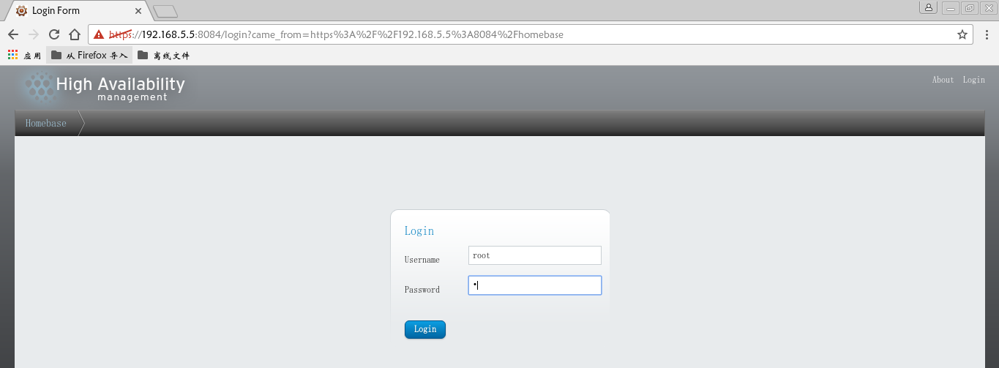 Login Form
https://192.168.5.5:8084/login?came_from=https%3A%2F%2F192.168.5.5%3A8084%2Fhomebase
应用 从 Firefox 导入 离线文件
High Availability
management
About Login
Homebase
Login
Username root
Password •
Login